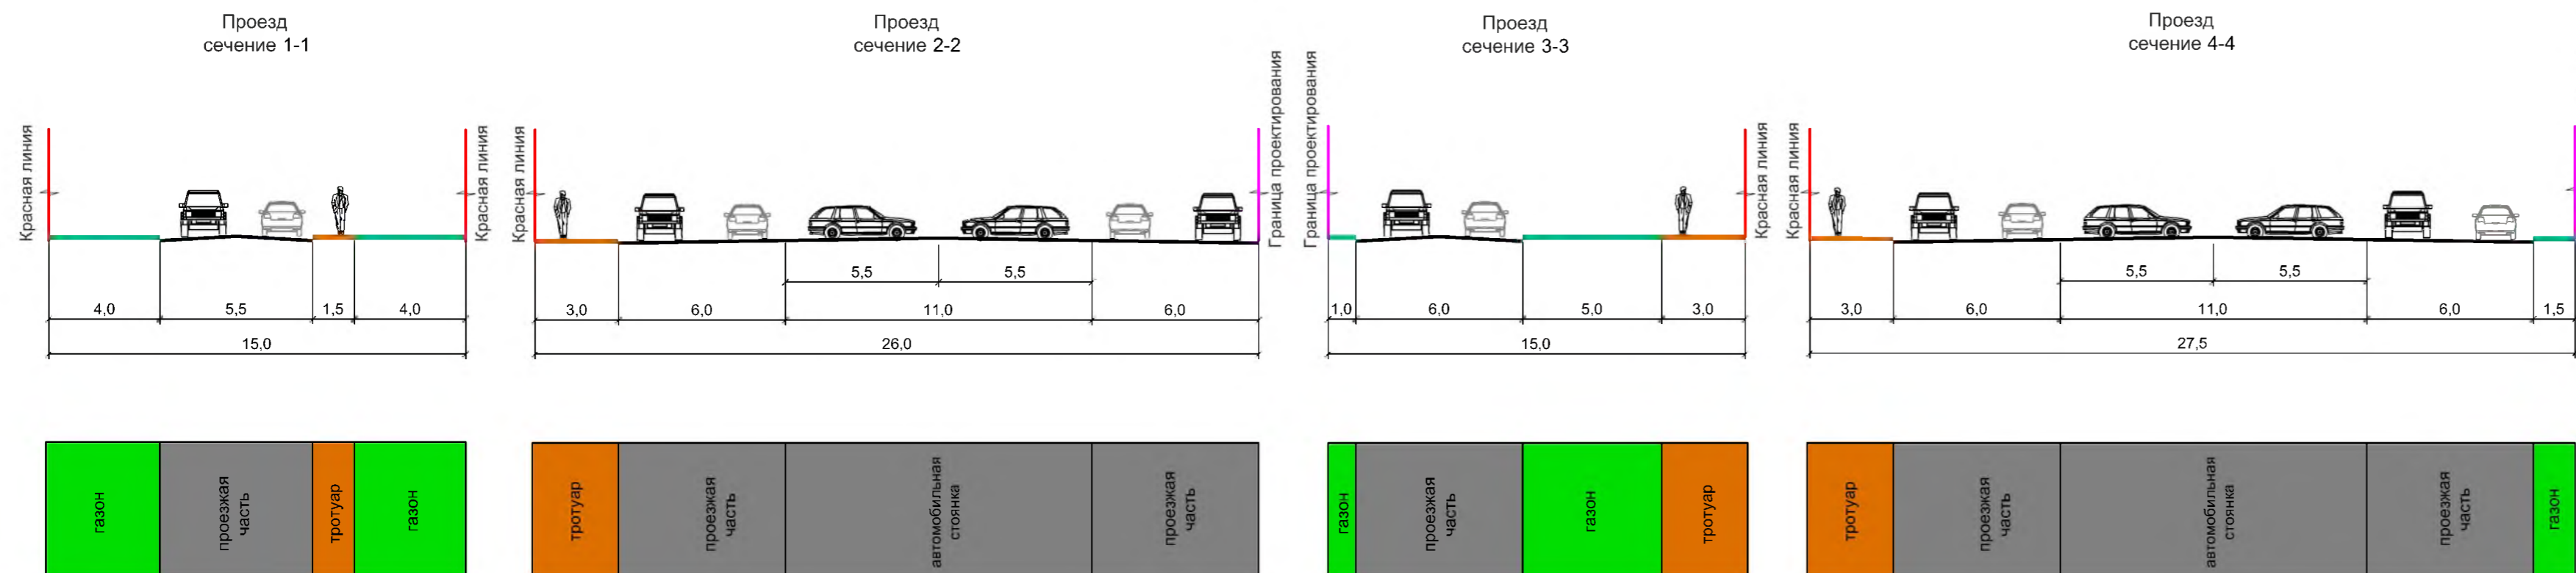 Проезд
сечение 1-1
Красная линия
Красная линия
4,0
5,5
1,5
4,0
15,0
газон
проезжая
часть
тротуар
газон
Проезд
сечение 2-2
Красная линия
Граница проектирования
5,5
5,5
3,0
6,0
11,0
6,0
26,0
тротуар
проезжая
часть
автомобильная
стоянка
проезжая
часть
Проезд
сечение 3-3
Граница проектирования
Красная линия
1,0
6,0
5,0
3,0
15,0
газон
проезжая
часть
газон
тротуар
Проезд
сечение 4-4
Красная линия
5,5
5,5
3,0
6,0
11,0
6,0
1,5
27,5
тротуар
проезжая
часть
автомобильная
стоянка
проезжая
часть
газон